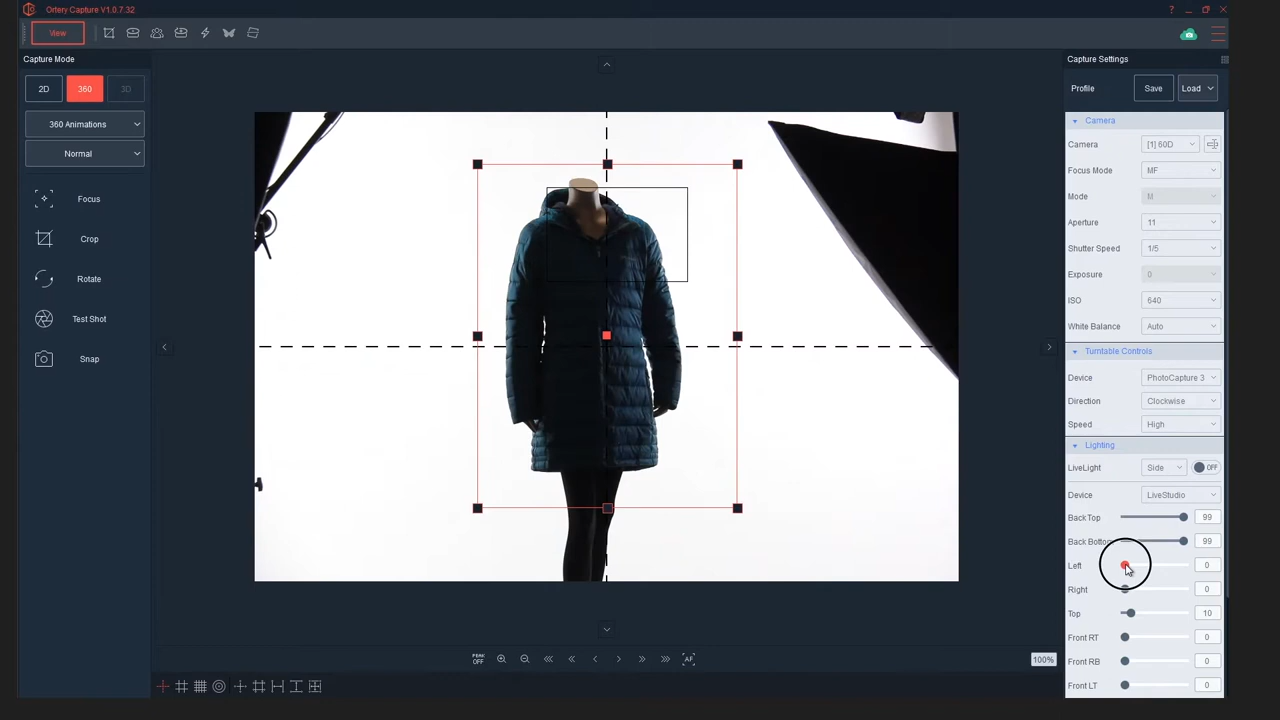 Ortery Capture V1.0.7.32
View
Capture Mode
2D 360 3D
360 Animations
Normal
Focus
Crop
Rotate
Test Shot
Snap
PEAK OFF
AF
100%
Capture Settings
Profile Save Load
Camera
Camera [1] 60D
Focus Mode MF
Mode M
Aperture 11
Shutter Speed 1/5
Exposure 0
ISO 640
White Balance Auto
Turntable Controls
Device PhotoCapture 3
Direction Clockwise
Speed High
Lighting
LiveLight Side OFF
Device LiveStudio
Back Top 99
Back Bottom 99
Left 0
Right 0
Top 10
Front RT 0
Front RB 0
Front LT 0